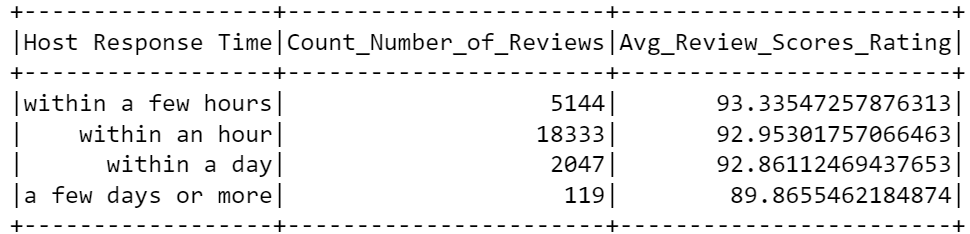 +------------------+-----------------------+------------------------+
|Host Response Time|Count_Number_of_Reviews|Avg_Review_Scores_Rating|
+------------------+-----------------------+------------------------+
|within a few hours|                   5144|       93.33547257876313|
|    within an hour|                  18333|       92.95301757066463|
|      within a day|                   2047|       92.86112469437653|
|a few days or more|                    119|        89.8655462184874|
+------------------+-----------------------+------------------------+